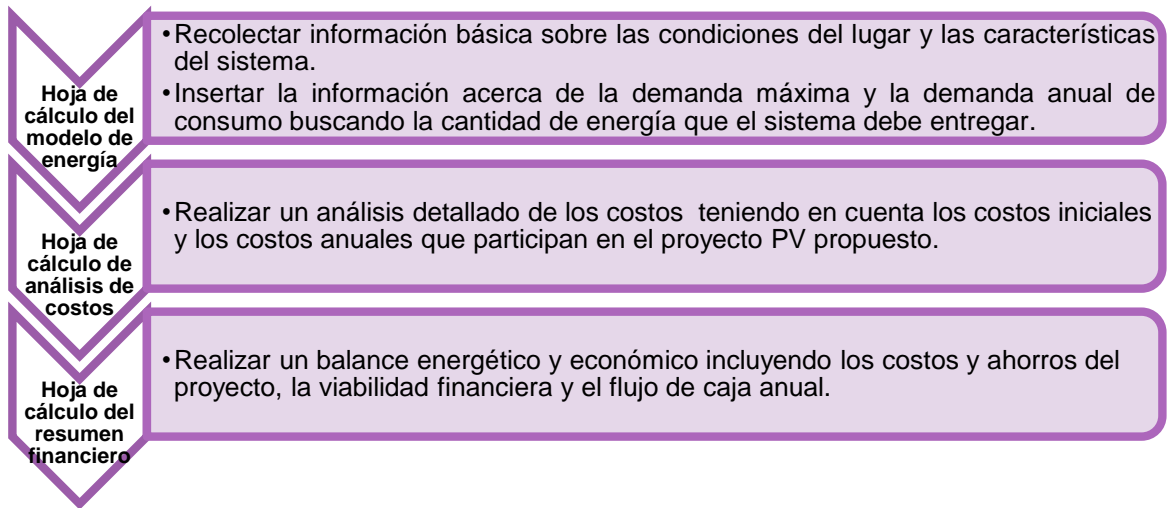 Hoja de
cálculo del
modelo de
energía
•Recolectar información básica sobre las condiciones del lugar y las características
del sistema.
•Insertar la información acerca de la demanda máxima y la demanda anual de
consumo buscando la cantidad de energía que el sistema debe entregar.
Hoja de
cálculo de
análisis de
costos
•Realizar un análisis detallado de los costos teniendo en cuenta los costos iniciales
y los costos anuales que participan en el proyecto PV propuesto.
Hoja de
cálculo del
resumen
financiero
•Realizar un balance energético y económico incluyendo los costos y ahorros del
proyecto, la viabilidad financiera y el flujo de caja anual.